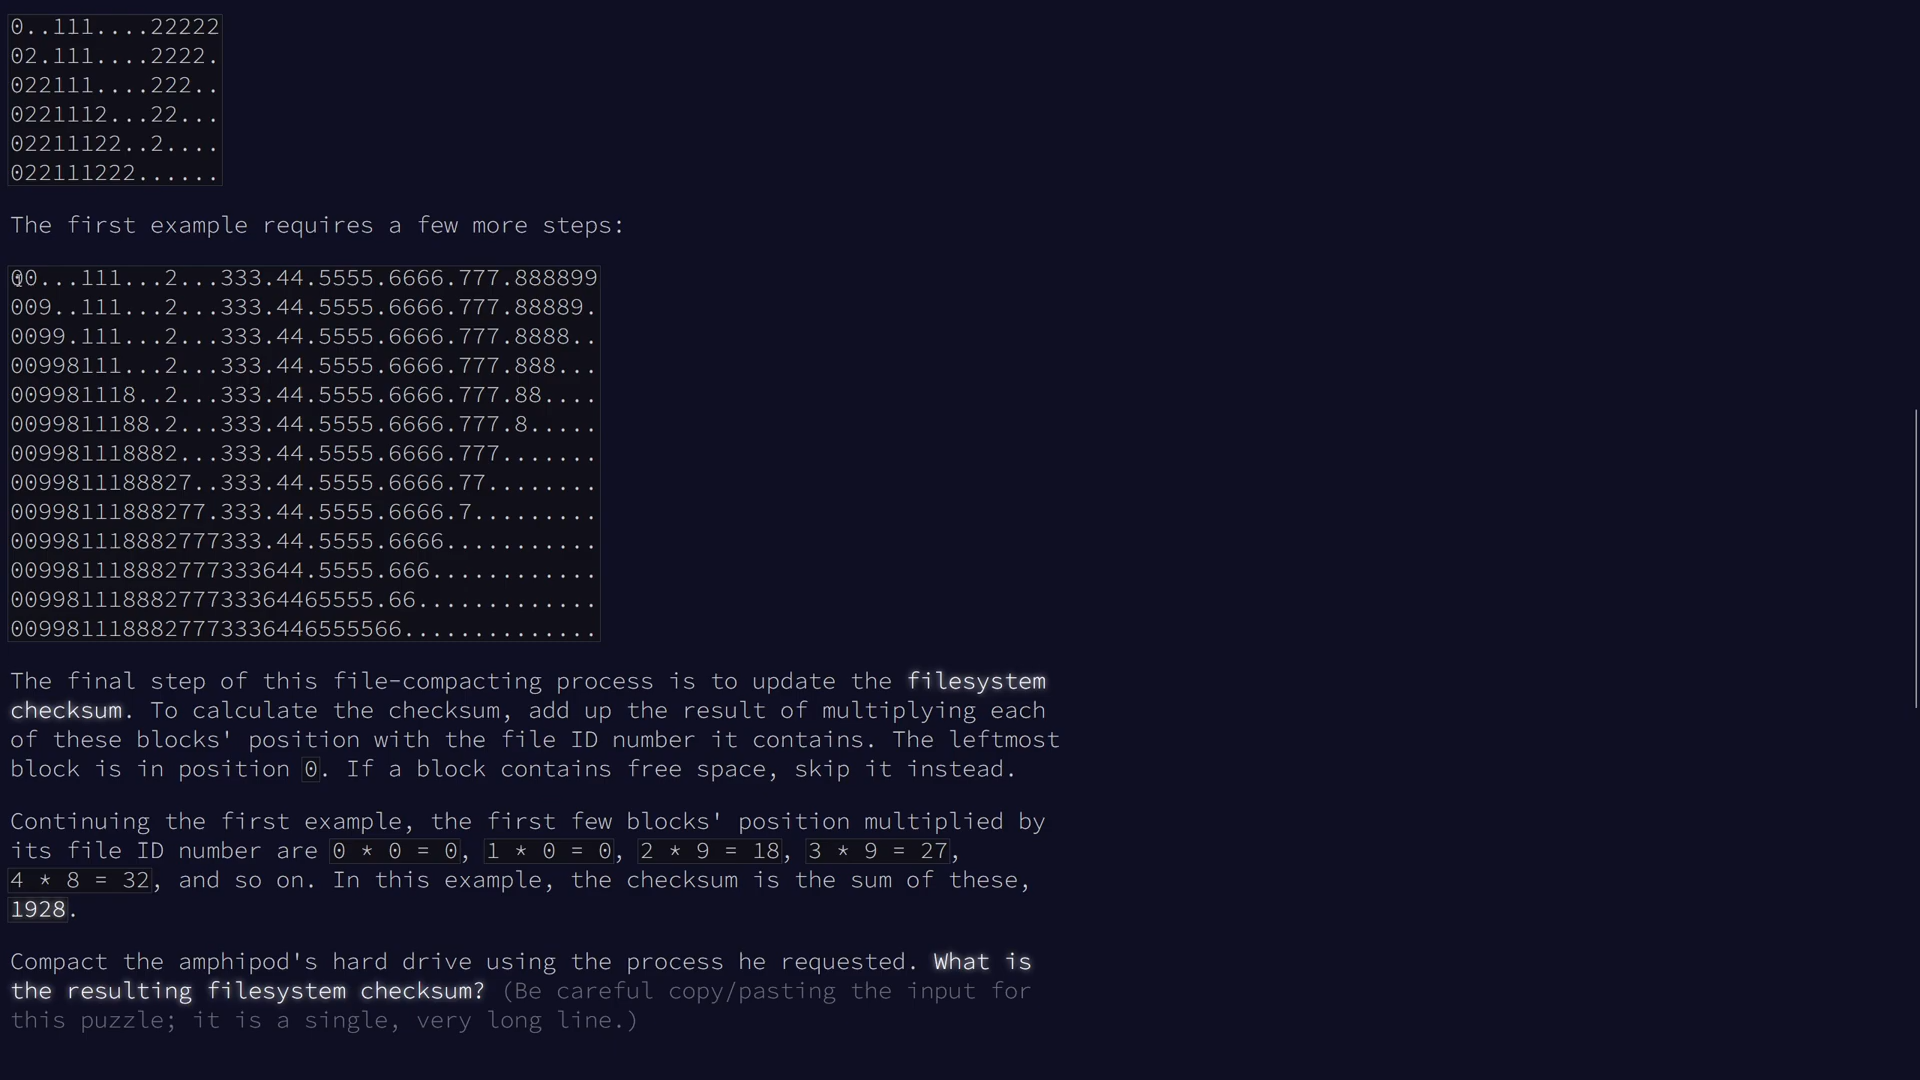 0..111....22222
02.111....2222.
022111....222..
0221112...22...
02211122..2....
022111222......
The first example requires a few more steps:
00...111...2...333.44.5555.6666.777.888899
009..111...2...333.44.5555.6666.777.88889.
0099.111...2...333.44.5555.6666.777.8888..
00998111...2...333.44.5555.6666.777.888...
009981118..2...333.44.5555.6666.777.88....
0099811188.2...333.44.5555.6666.777.8.....
009981118882...333.44.5555.6666.777.......
0099811188827..333.44.5555.6666.77........
00998111888277.333.44.5555.6666.7.........
009981118882777333.44.5555.6666...........
009981118882777333644.5555.666............
00998111888277733364465555.66.............
0099811188827773336446555566..............
The final step of this file-compacting process is to update the filesystem
checksum. To calculate the checksum, add up the result of multiplying each
of these blocks' position with the file ID number it contains. The leftmost
block is in position 0. If a block contains free space, skip it instead.
Continuing the first example, the first few blocks' position multiplied by
its file ID number are 0 * 0 = 0, 1 * 0 = 0, 2 * 9 = 18, 3 * 9 = 27,
4 * 8 = 32, and so on. In this example, the checksum is the sum of these,
1928.
Compact the amphipod's hard drive using the process he requested. What is
the resulting filesystem checksum? (Be careful copy/pasting the input for
this puzzle; it is a single, very long line.)